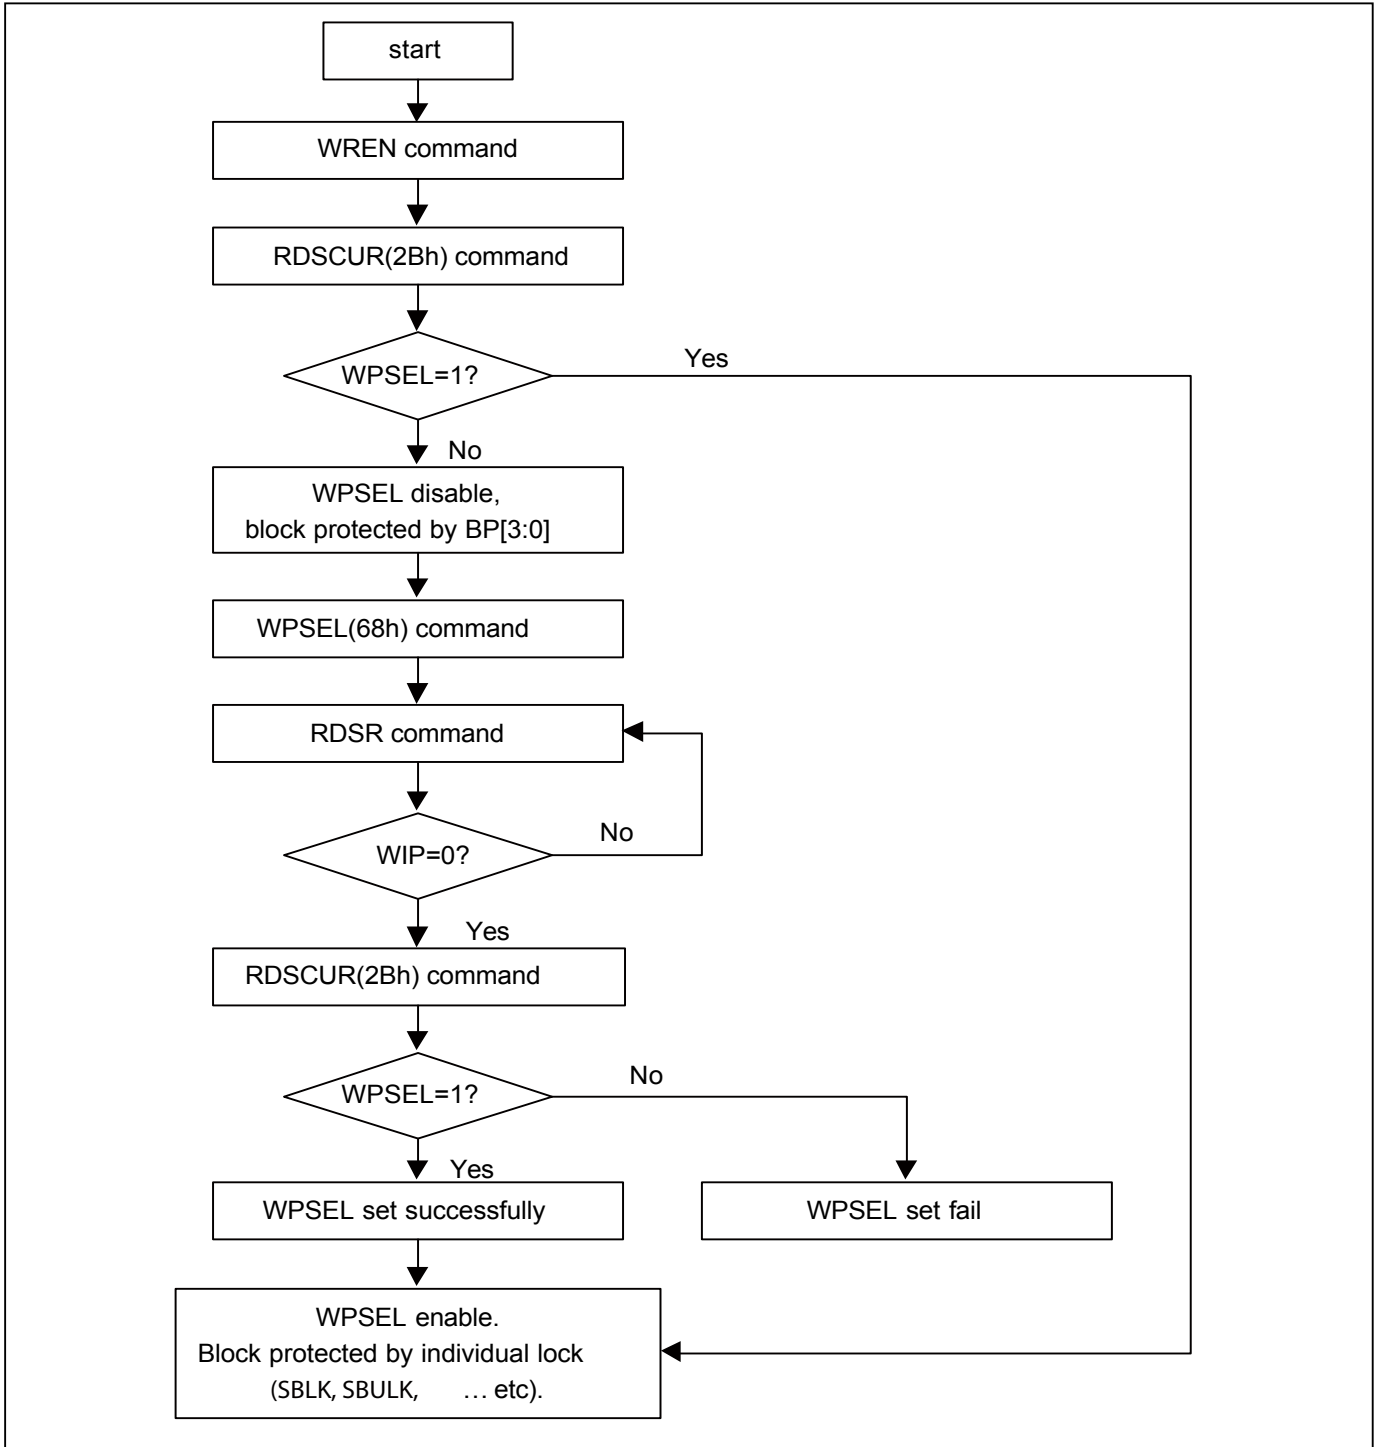 start
WREN command
RDSCUR(2Bh) command
WPSEL=1?
Yes
No
WPSEL disable,
block protected by BP[3:0]
WPSEL(68h) command
RDSR command
WIP=0?
No
Yes
RDSCUR(2Bh) command
WPSEL=1?
No
Yes
WPSEL set successfully
WPSEL set fail
WPSEL enable.
Block protected by individual lock
(SBLK, SBULK, … etc).